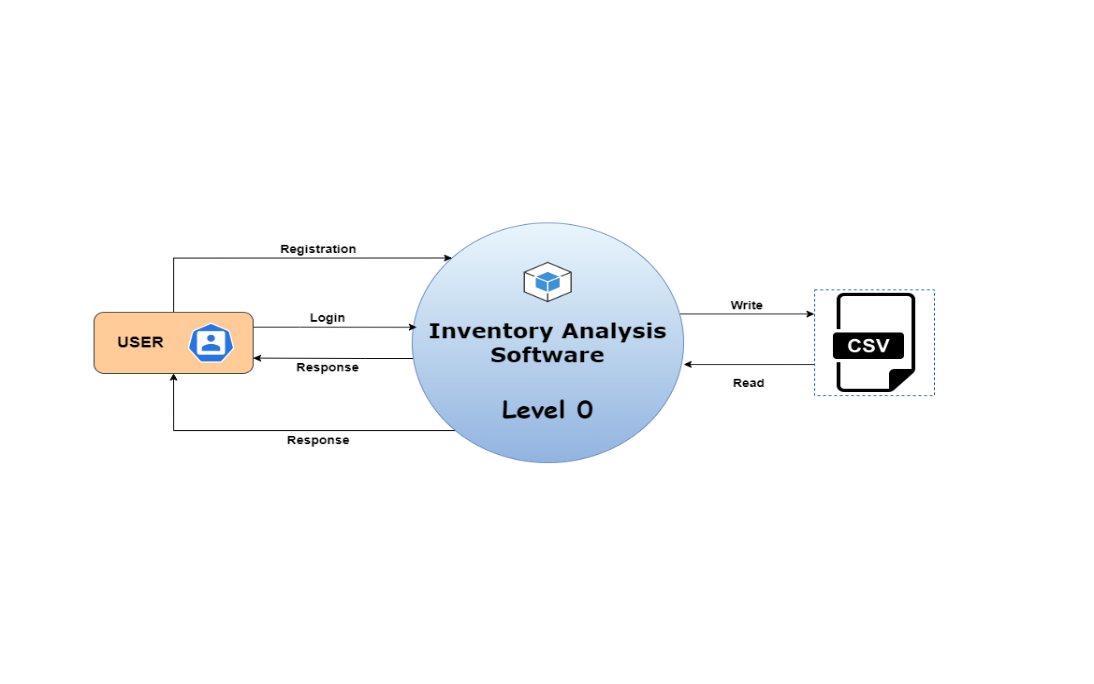 Registration
Login
Response
Response
USER
Inventory Analysis
Software
Level 0
Write
Read
CSV